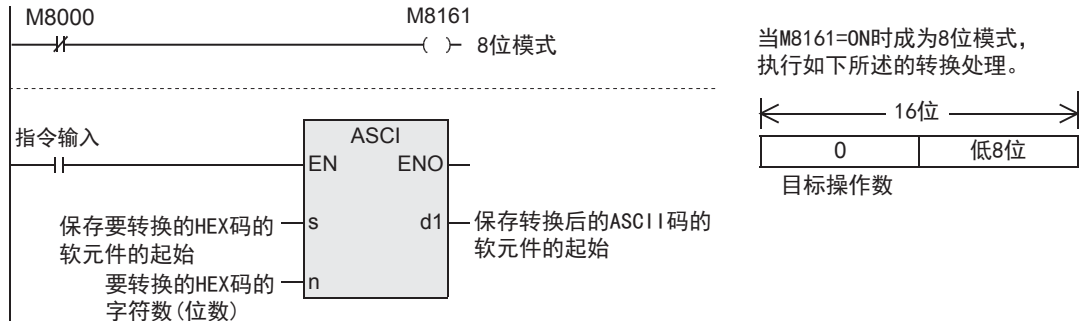 M8000
M8161
8位模式
当M8161=ON时成为8位模式，
执行如下所述的转换处理。
16位
0
低8位
目标操作数
指令输入
ASCI
EN
ENO
保存要转换的HEX码的
软元件的起始
s
d1
保存转换后的ASCII码的
软元件的起始
要转换的HEX码的
字符数(位数)
n